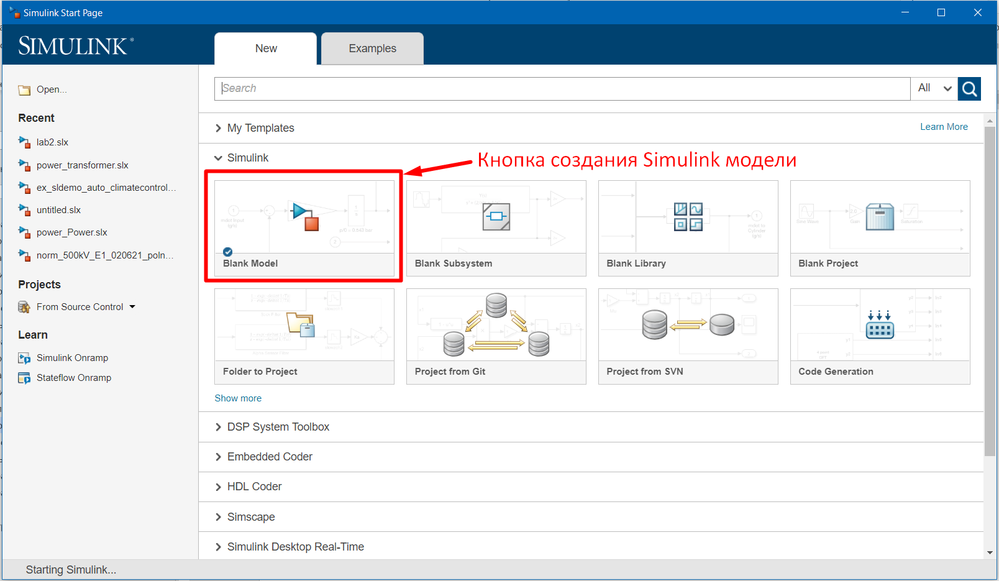 Simulink Start Page
SIMULINK®
New
Examples
Open...
Search
All
Recent
lab2.slx
power_transformer.slx
ex_sldemo_auto_climatecontrol...
untitled.slx
power_Power.slx
norm_500kV_E1_020621_poln...
Projects
From Source Control
Learn
Simulink Onramp
Stateflow Onramp
My Templates
Learn More
Simulink
Кнопка создания Simulink модели
Blank Model
Blank Subsystem
Blank Library
Blank Project
Folder to Project
Project from Git
Project from SVN
Code Generation
Show more
DSP System Toolbox
Embedded Coder
HDL Coder
Simscape
Simulink Desktop Real-Time
Starting Simulink...